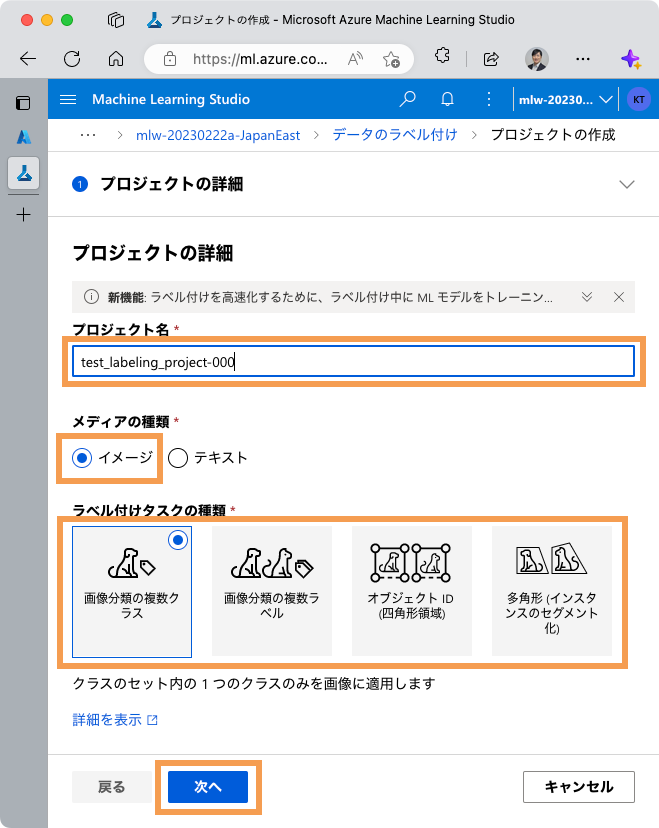 プロジェクトの作成 - Microsoft Azure Machine Learning Studio
https://ml.azure.co...
Machine Learning Studio
mlw-20230...
KT
mlw-20230222a-JapanEast
データのラベル付け
プロジェクトの作成
1
プロジェクトの詳細
プロジェクトの詳細
新機能: ラベル付けを高速化するために、ラベル付け中に ML モデルをトレーニン...
プロジェクト名 *
test_labeling_project-000
メディアの種類 *
イメージ
テキスト
ラベル付けタスクの種類 *
画像分類の複数ク
ラス
画像分類の複数ラ
ベル
オブジェクト ID
(四角形領域)
多角形 (インスタ
ンスのセグメント
化)
クラスのセット内の 1 つのクラスのみを画像に適用します
詳細を表示
戻る
次へ
キャンセル